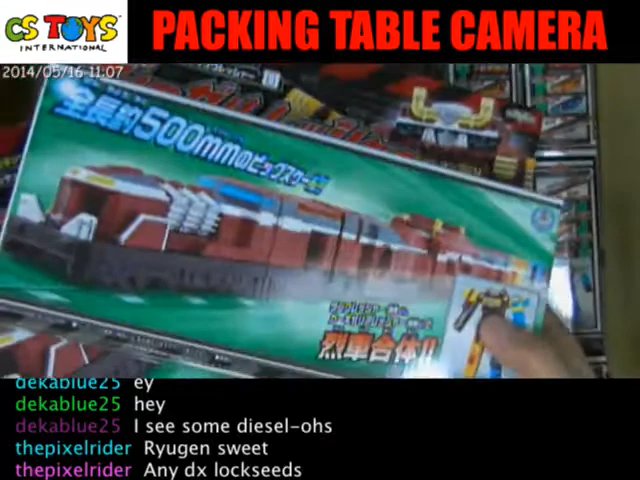 CS TOYS
INTERNATIONAL
PACKING TABLE CAMERA
2014/05/16 11:07
全長約500mmのビッグスケール
烈車合体!!
dekablue25 ey
dekablue25 hey
dekablue25 I see some diesel-ohs
thepixelrider Ryugen sweet
thepixelrider Any dx lockseeds